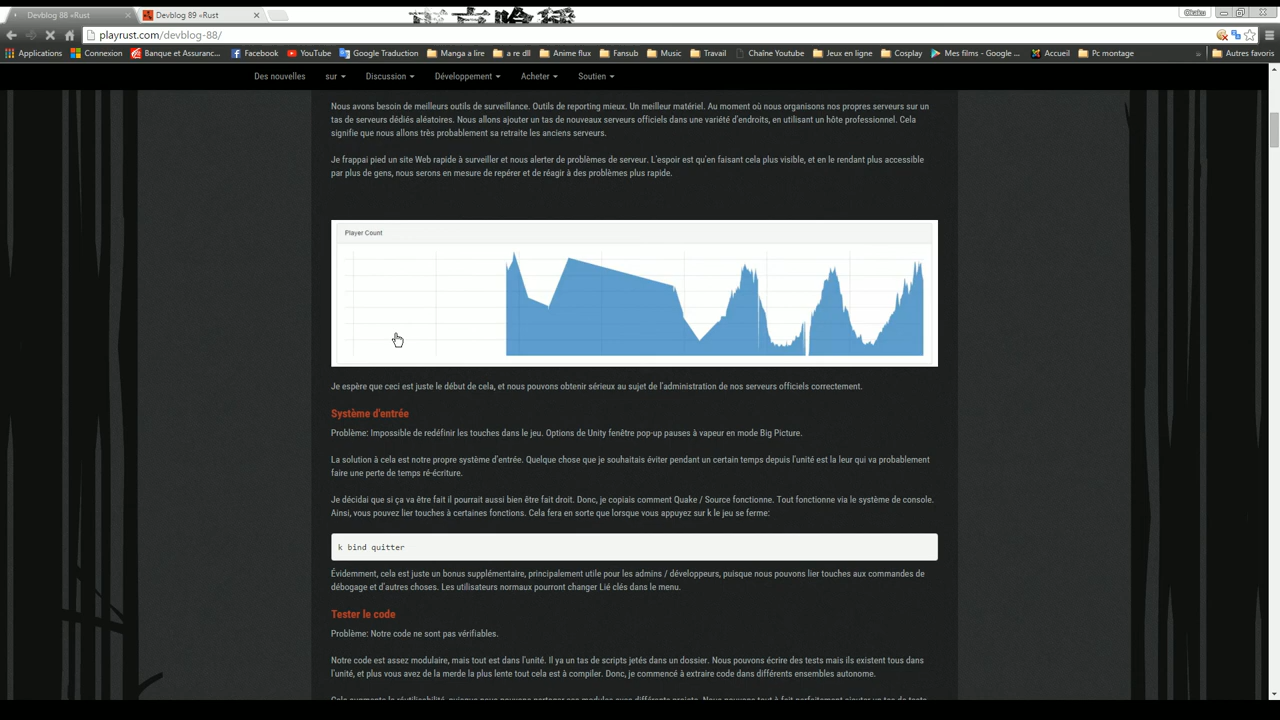 Devblog 88 »Rust
Devblog 89 »Rust
Okaku
playrust.com/devblog-88/
Applications
Connexion
Banque et Assuranc...
Facebook
YouTube
Google Traduction
Manga a lire
a re dll
Anime flux
Fansub
Music
Travail
Chaîne Youtube
Jeux en ligne
Cosplay
Mes films - Google ...
Accueil
Pc montage
Autres favoris
Des nouvelles
sur
Discussion
Développement
Acheter
Soutien
Nous avons besoin de meilleurs outils de surveillance. Outils de reporting mieux. Un meilleur matériel. Au moment où nous organisons nos propres serveurs sur un
tas de serveurs dédiés aléatoires. Nous allons ajouter un tas de nouveaux serveurs officiels dans une variété d'endroits, en utilisant un hôte professionnel. Cela
signifie que nous allons très probablement sa retraite les anciens serveurs.
Je frappai pied un site Web rapide à surveiller et nous alerter de problèmes de serveur. L'espoir est qu'en faisant cela plus visible, et en le rendant plus accessible
par plus de gens, nous serons en mesure de repérer et de réagir à des problèmes plus rapide.
Player Count
Je espère que ceci est juste le début de cela, et nous pouvons obtenir sérieux au sujet de l'administration de nos serveurs officiels correctement.
Système d'entrée
Problème: Impossible de redéfinir les touches dans le jeu. Options de Unity fenêtre pop-up pauses à vapeur en mode Big Picture.
La solution à cela est notre propre système d'entrée. Quelque chose que je souhaitais éviter pendant un certain temps depuis l'unité est la leur qui va probablement
faire une perte de temps ré-écriture.
Je décidai que si ça va être fait il pourrait aussi bien être fait droit. Donc, je copiais comment Quake / Source fonctionne. Tout fonctionne via le système de console.
Ainsi, vous pouvez lier touches à certaines fonctions. Cela fera en sorte que lorsque vous appuyez sur k le jeu se ferme:
k bind quitter
Évidemment, cela est juste un bonus supplémentaire, principalement utile pour les admins / développeurs, puisque nous pouvons lier touches aux commandes de
débogage et d'autres choses. Les utilisateurs normaux pourront changer Lié clés dans le menu.
Tester le code
Problème: Notre code ne sont pas vérifiables.
Notre code est assez modulaire, mais tout est dans l'unité. Il ya un tas de scripts jetés dans un dossier. Nous pouvons écrire des tests mais ils existent tous dans
l'unité, et plus vous avez de la merde la plus lente tout cela est à compiler. Donc, je commencé à extraire code dans différents ensembles autonome.